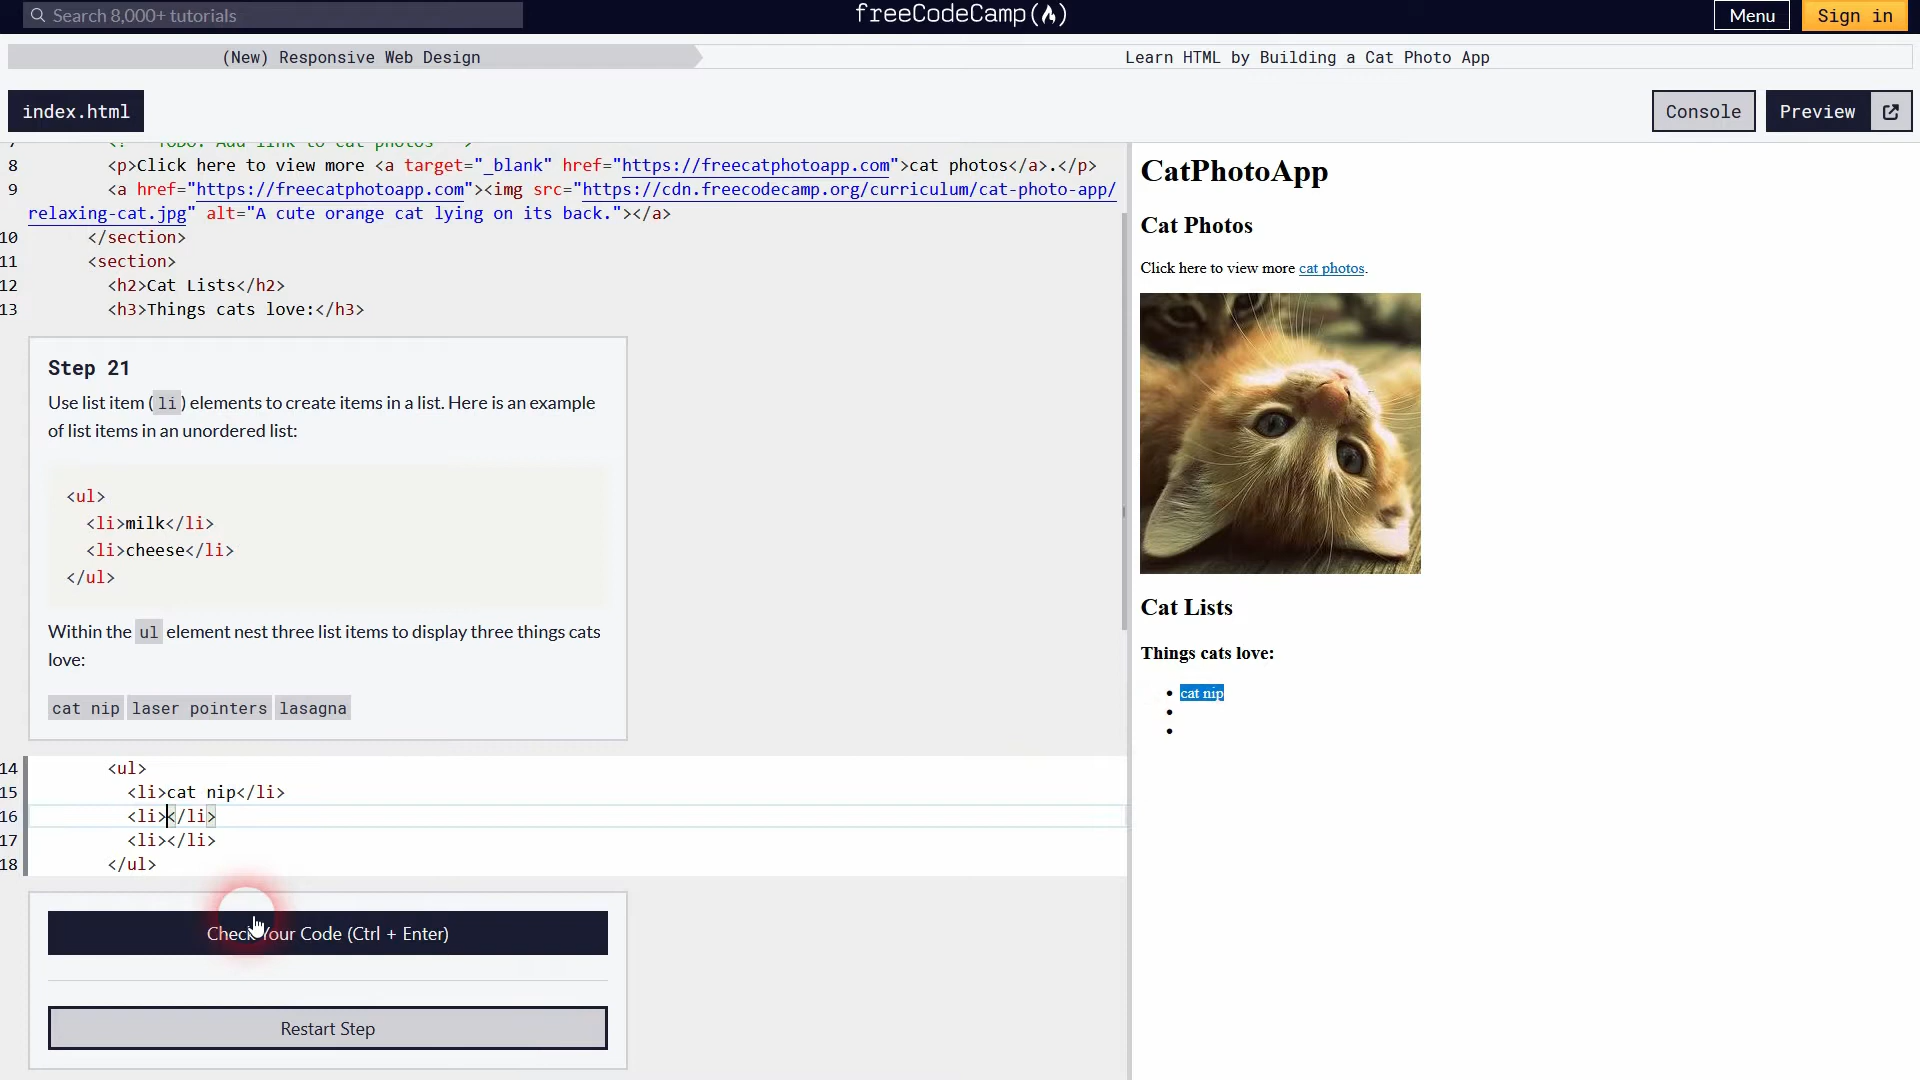 Search 8,000+ tutorials
freeCodeCamp
Menu
Sign in
(New) Responsive Web Design
Learn HTML by Building a Cat Photo App
index.html
Console
Preview
7 <!-- TODO: Add link to cat photos -->
8 <p>Click here to view more <a target="_blank" href="https://freecatphotoapp.com">cat photos</a>.</p>
9 <a href="https://freecatphotoapp.com"><img src="https://cdn.freecodecamp.org/curriculum/cat-photo-app/
relaxing-cat.jpg" alt="A cute orange cat lying on its back."></a>
10 </section>
11 <section>
12 <h2>Cat Lists</h2>
13 <h3>Things cats love:</h3>
Step 21
Use list item (li) elements to create items in a list. Here is an example
of list items in an unordered list:
<ul>
<li>milk</li>
<li>cheese</li>
</ul>
Within the ul element nest three list items to display three things cats
love:
cat nip laser pointers lasagna
14 <ul>
15 <li>cat nip</li>
16 <li></li>
17 <li></li>
18 </ul>
Check Your Code (Ctrl + Enter)
Restart Step
CatPhotoApp
Cat Photos
Click here to view more cat photos.
Cat Lists
Things cats love:
• cat nip
•
•